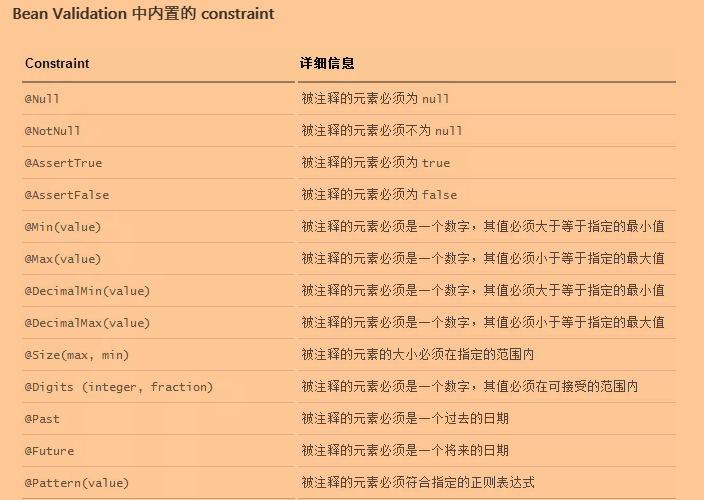 Bean Validation 中内置的 constraint
Constraint 详细信息
@Null 被注释的元素必须为 null
@NotNull 被注释的元素必须不为 null
@AssertTrue 被注释的元素必须为 true
@AssertFalse 被注释的元素必须为 false
@Min(value) 被注释的元素必须是一个数字，其值必须大于等于指定的最小值
@Max(value) 被注释的元素必须是一个数字，其值必须小于等于指定的最大值
@DecimalMin(value) 被注释的元素必须是一个数字，其值必须大于等于指定的最小值
@DecimalMax(value) 被注释的元素必须是一个数字，其值必须小于等于指定的最大值
@Size(max, min) 被注释的元素的大小必须在指定的范围内
@Digits (integer, fraction) 被注释的元素必须是一个数字，其值必须在可接受的范围内
@Past 被注释的元素必须是一个过去的日期
@Future 被注释的元素必须是一个将来的日期
@Pattern(value) 被注释的元素必须符合指定的正则表达式